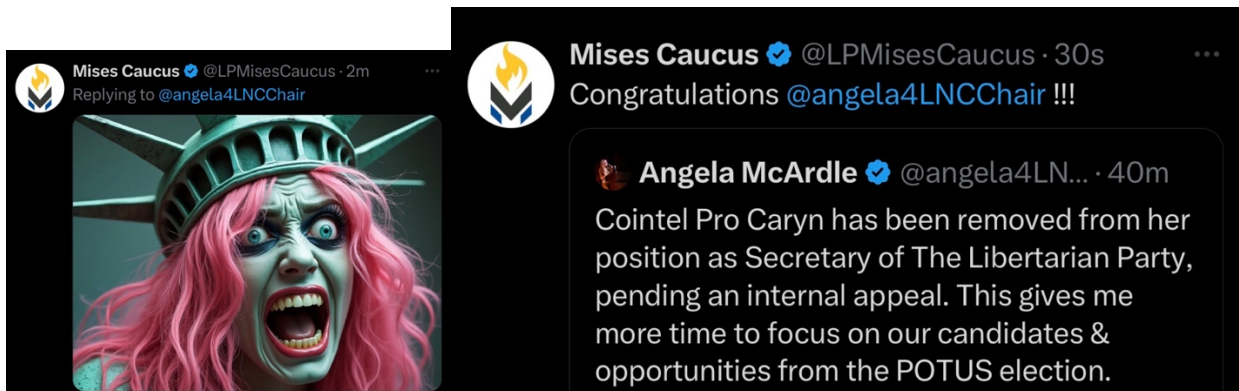 Mises Caucus @LPMisesCaucus · 2m
Replying to @angela4LNCChair
Mises Caucus @LPMisesCaucus · 30s
Congratulations @angela4LNCChair !!!
Angela McArdle @angela4LN... · 40m
Cointel Pro Caryn has been removed from her
position as Secretary of The Libertarian Party,
pending an internal appeal. This gives me
more time to focus on our candidates &
opportunities from the POTUS election.